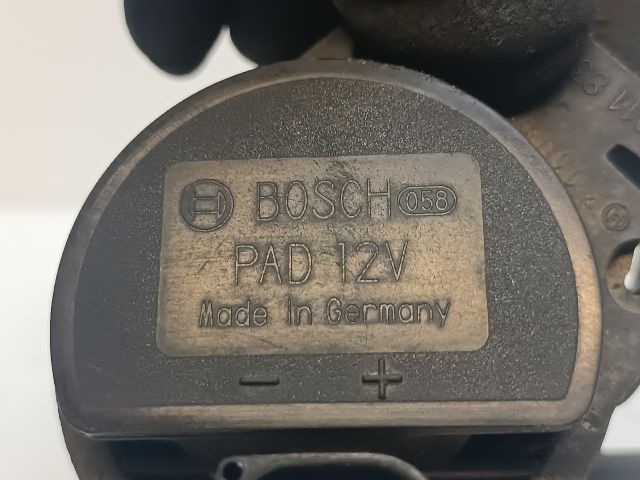 BOSCH 058
PAD 12V
Made in Germany
- +